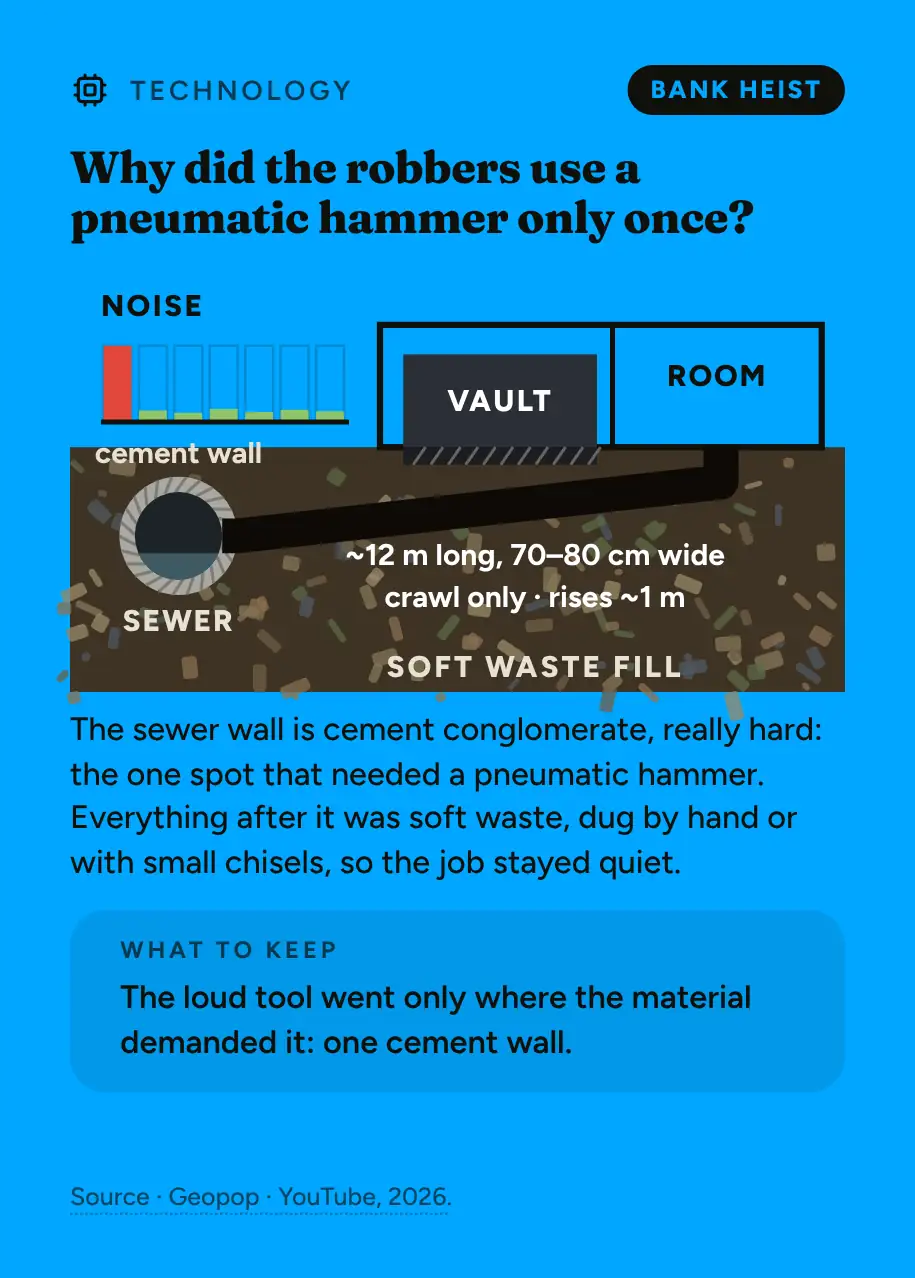 TECHNOLOGY
BANK HEIST
Why did the robbers use a
pneumatic hammer only once?
NOISE
VAULT
ROOM
cement wall
~12 m long, 70–80 cm wide
crawl only · rises ~1 m
SEWER
SOFT WASTE FILL
The sewer wall is cement conglomerate, really hard:
the one spot that needed a pneumatic hammer.
Everything after it was soft waste, dug by hand or
with small chisels, so the job stayed quiet.
WHAT TO KEEP
The loud tool went only where the material
demanded it: one cement wall.
Source · Geopop · YouTube, 2026.